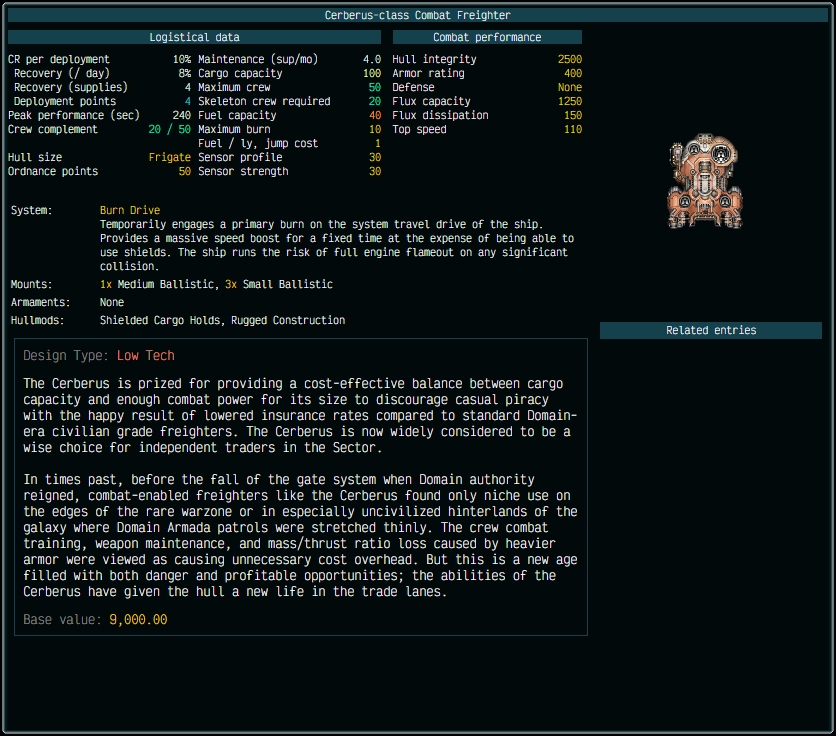 Cerberus-class Combat Freighter
Logistical data
CR per deployment 10% Maintenance (sup/mo) 4.0
Recovery (/ day) 8% Cargo capacity 100
Recovery (supplies) 4 Maximum crew 50
Deployment points 4 Skeleton crew required 20
Peak performance (sec) 240 Fuel capacity 40
Crew complement 20 / 50 Maximum burn 10
Fuel / ly, jump cost 1
Hull size Frigate Sensor profile 30
Ordnance points 50 Sensor strength 30
Combat performance
Hull integrity 2500
Armor rating 400
Defense None
Flux capacity 1250
Flux dissipation 150
Top speed 110
System: Burn Drive
Temporarily engages a primary burn on the system travel drive of the ship.
Provides a massive speed boost for a fixed time at the expense of being able to
use shields. The ship runs the risk of full engine flameout on any significant
collision.
Mounts: 1x Medium Ballistic, 3x Small Ballistic
Armaments: None
Hullmods: Shielded Cargo Holds, Rugged Construction
Related entries
Design Type: Low Tech
The Cerberus is prized for providing a cost-effective balance between cargo
capacity and enough combat power for its size to discourage casual piracy
with the happy result of lowered insurance rates compared to standard Domain-
era civilian grade freighters. The Cerberus is now widely considered to be a
wise choice for independent traders in the Sector.
In times past, before the fall of the gate system when Domain authority
reigned, combat-enabled freighters like the Cerberus found only niche use on
the edges of the rare warzone or in especially uncivilized hinterlands of the
galaxy where Domain Armada patrols were stretched thinly. The crew combat
training, weapon maintenance, and mass/thrust ratio loss caused by heavier
armor were viewed as causing unnecessary cost overhead. But this is a new age
filled with both danger and profitable opportunities; the abilities of the
Cerberus have given the hull a new life in the trade lanes.
Base value: 9,000.00